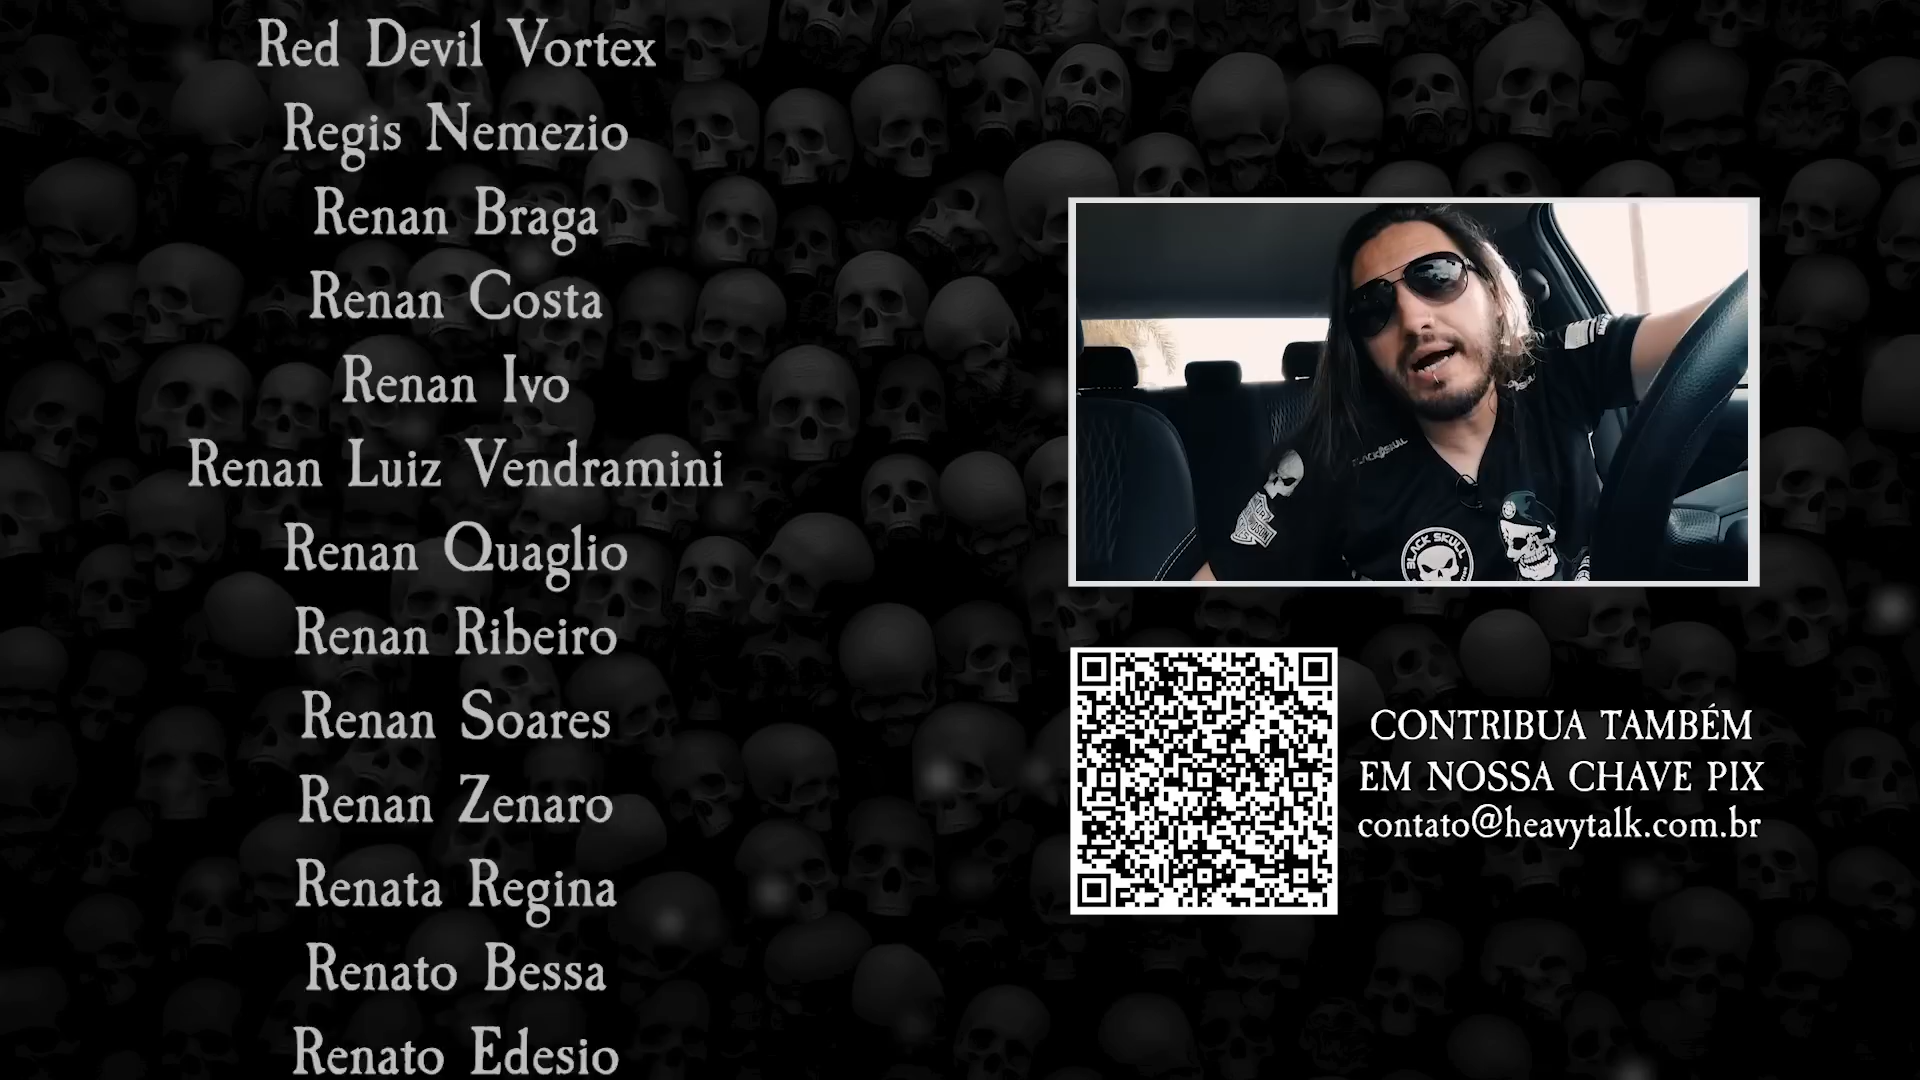 Red Devil Vortex
Regis Nemezio
Renan Braga
Renan Costa
Renan Ivo
Renan Luiz Vendramini
Renan Quaglio
Renan Ribeiro
Renan Soares
Renan Zenaro
Renata Regina
Renato Bessa
Renato Edesio
BLACK SKULL
BLACK SKULL
CONTRIBUA TAMBÉM
EM NOSSA CHAVE PIX
contato@heavytalk.com.br